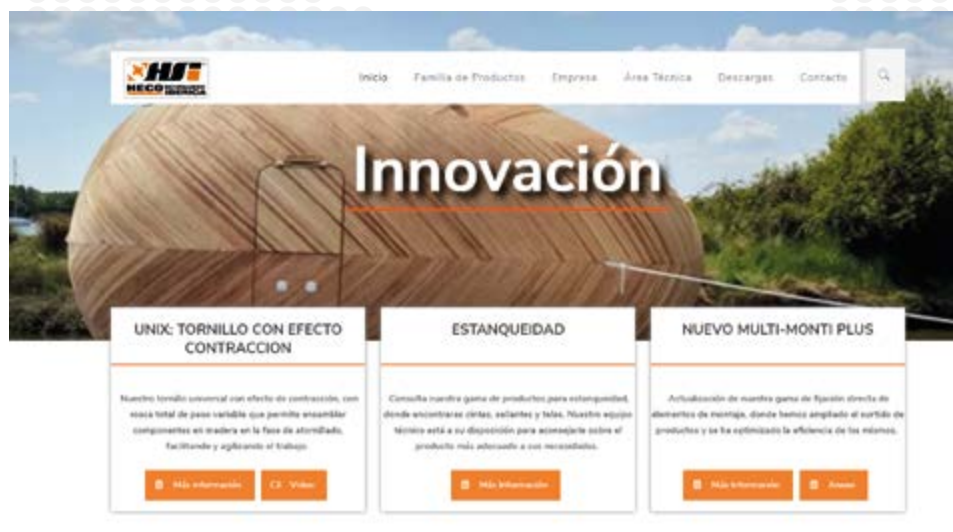 HSi
HECO
Inicio Familia de Productos Empresa Área Técnica Descargas Contacto
Innovación
UNIX: TORNILLO CON EFECTO
CONTRACCION
Nuestro tornillo universal con efecto de contracción, con
rosca total de paso variable que permite ensamblar
componentes en madera en la fase de atornillado,
facilitando y agilizando el trabajo.
Más información Vídeo
ESTANQUEIDAD
Consulta nuestra gama de productos para estanqueidad,
donde encontraras cintas, sellantes y telas. Nuestro equipo
técnico está a su disposición para aconsejarle sobre el
producto más adecuado a sus necesidades.
Más Información
NUEVO MULTI-MONTI PLUS
Actualización de nuestra gama de fijación directa de
elementos de montaje, donde hemos ampliado el surtido de
productos y se ha optimizado la eficiencia de los mismos.
Más Información Anexo